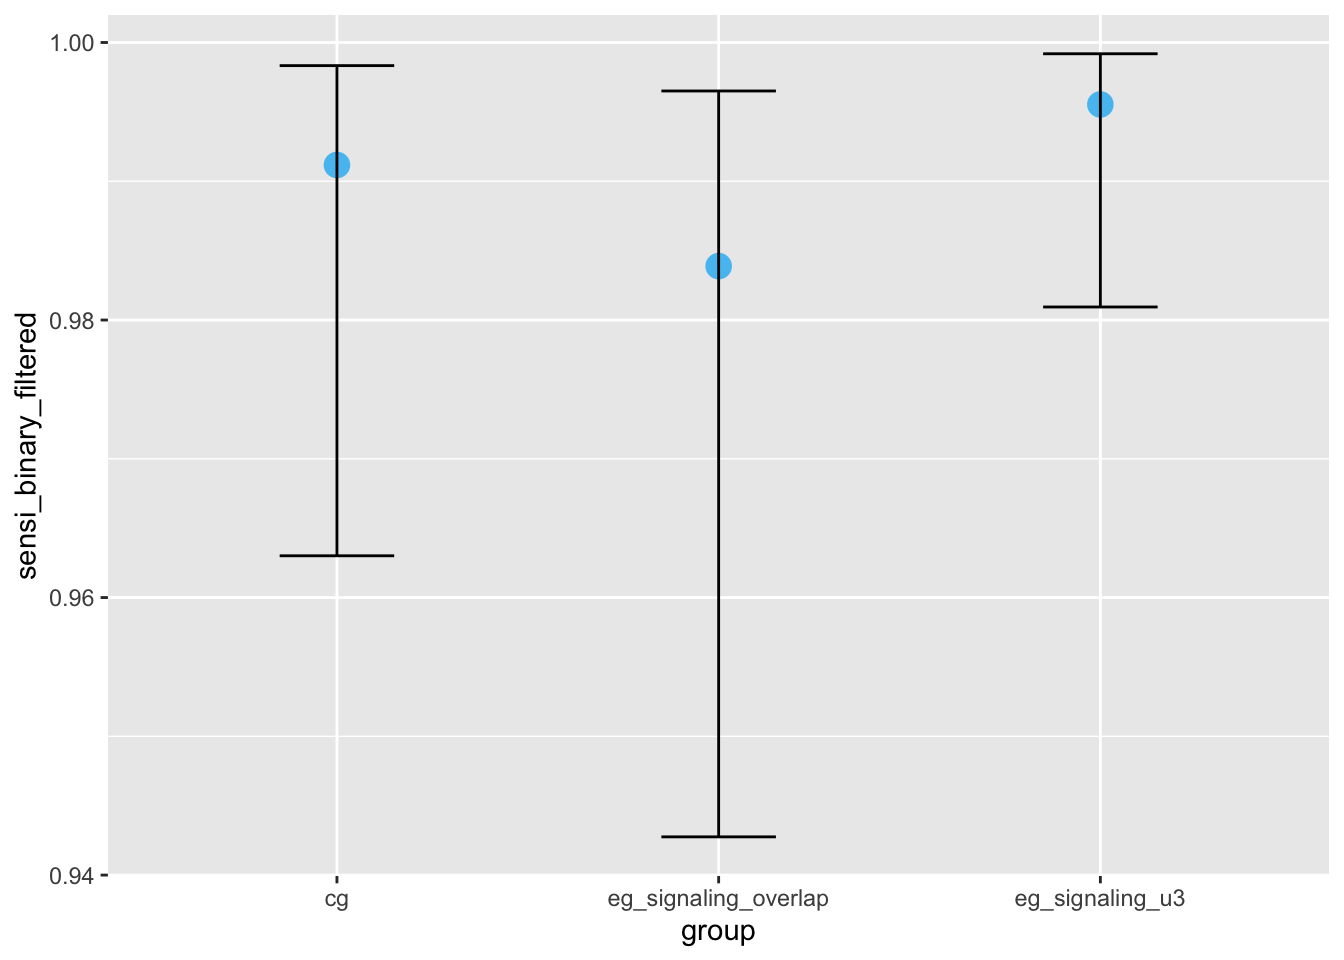 sensi_binary_filtered
1.00
0.98
0.96
0.94
cg
eg_signaling_overlap
eg_signaling_u3
group